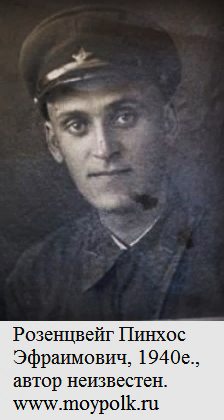 Розенцвейг Пинхос
Эфраимович, 1940е.,
автор неизвестен.
www.moypolk.ru